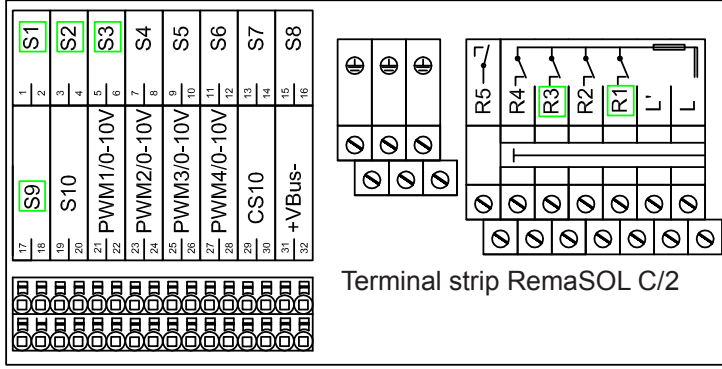 S1 S2 S3 S4 S5 S6 S7 S8
1 2 3 4 5 6 7 8 9 10 11 12 13 14 15 16
S9 S10 PWM1/0-10V PWM2/0-10V PWM3/0-10V PWM4/0-10V CS10 +VBus-
17 18 19 20 21 22 23 24 25 26 27 28 29 30 31 32
R5 R4 R3 R2 R1 L' L
Terminal strip RemaSOL C/2